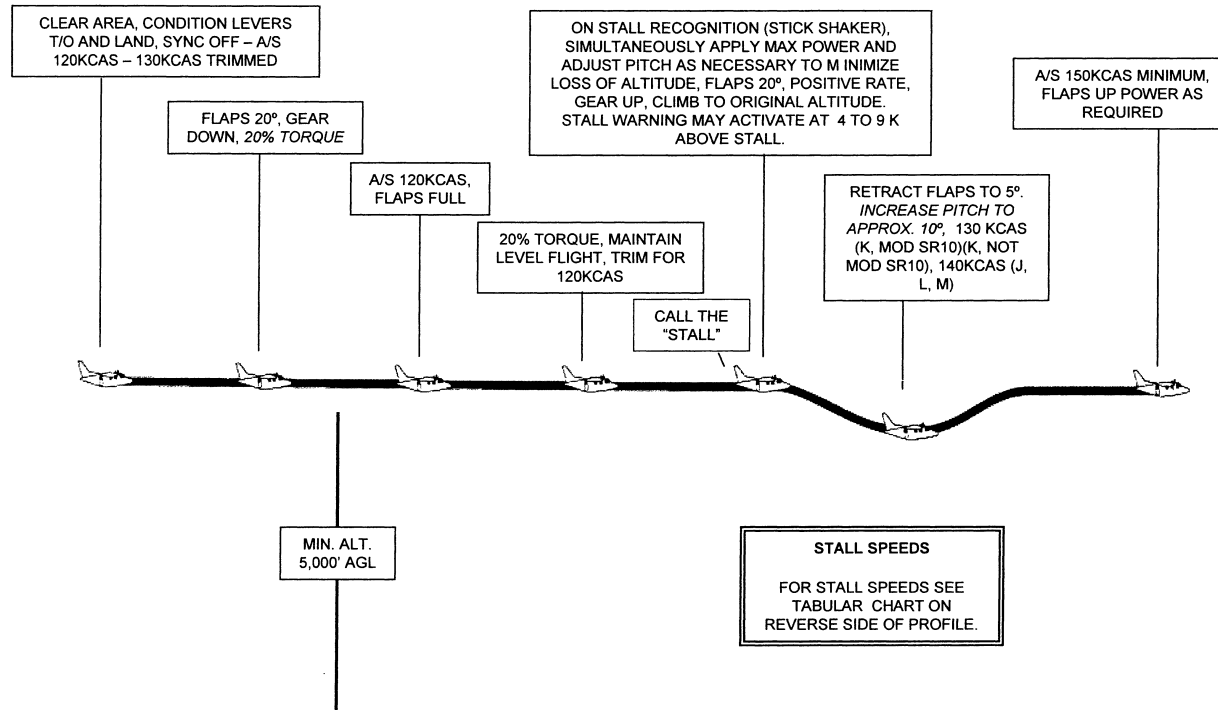 CLEAR AREA, CONDITION LEVERS
T/O AND LAND, SYNC OFF – A/S
120KCAS – 130KCAS TRIMMED
FLAPS 20º, GEAR
DOWN, 20% TORQUE
A/S 120KCAS,
FLAPS FULL
20% TORQUE, MAINTAIN
LEVEL FLIGHT, TRIM FOR
120KCAS
CALL THE
“STALL”
ON STALL RECOGNITION (STICK SHAKER),
SIMULTANEOUSLY APPLY MAX POWER AND
ADJUST PITCH AS NECESSARY TO M INIMIZE
LOSS OF ALTITUDE, FLAPS 20º, POSITIVE RATE,
GEAR UP, CLIMB TO ORIGINAL ALTITUDE.
STALL WARNING MAY ACTIVATE AT 4 TO 9 K
ABOVE STALL.
RETRACT FLAPS TO 5º.
INCREASE PITCH TO
APPROX. 10º, 130 KCAS
(K, MOD SR10)(K, NOT
MOD SR10), 140KCAS (J,
L, M)
A/S 150KCAS MINIMUM,
FLAPS UP POWER AS
REQUIRED
MIN. ALT.
5,000’ AGL
STALL SPEEDS
FOR STALL SPEEDS SEE
TABULAR CHART ON
REVERSE SIDE OF PROFILE.